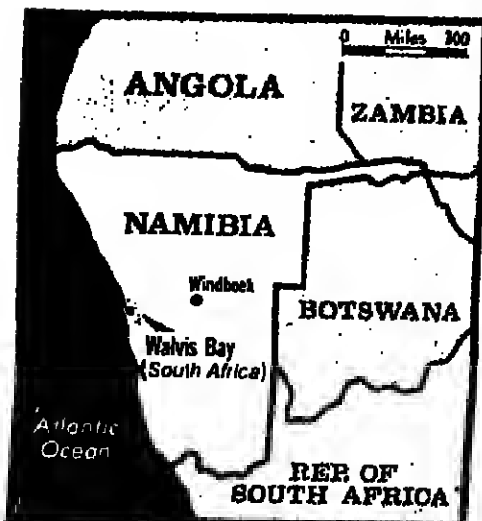 0 Miles 300
ANGOLA
ZAMBIA
NAMIBIA
Windhoek
BOTSWANA
Walvis Bay
(South Africa)
Atlantic
Ocean
REP. OF
SOUTH AFRICA